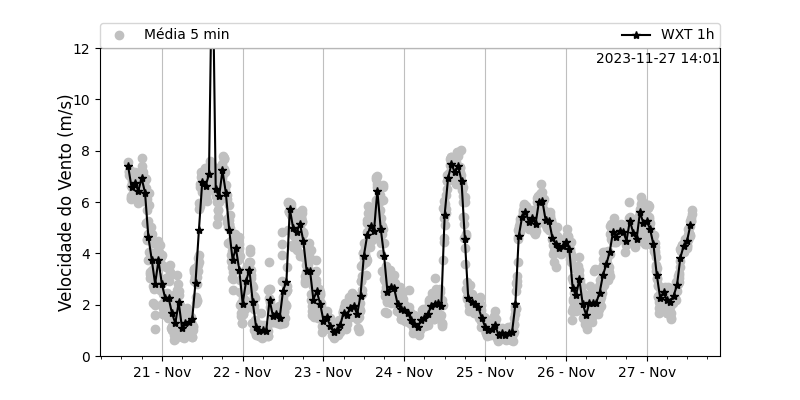 Média 5 min
WXT 1h
2023-11-27 14:01
12
10
8
6
4
2
0
Velocidade do Vento (m/s)
21 - Nov
22 - Nov
23 - Nov
24 - Nov
25 - Nov
26 - Nov
27 - Nov